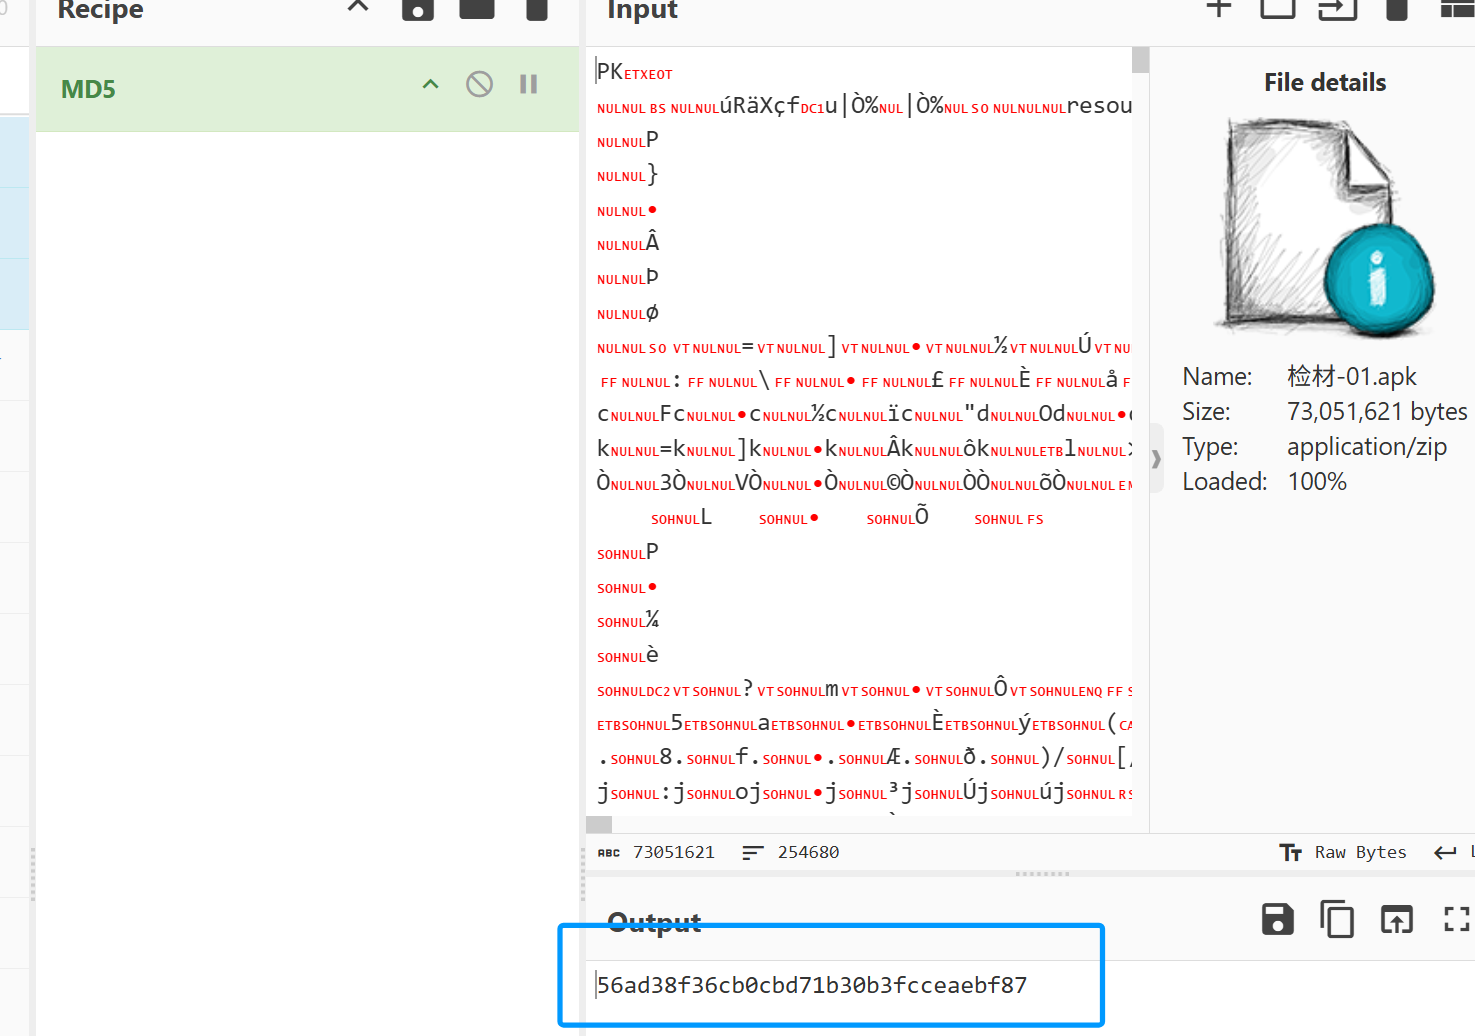 Recipe
MD5
Input
PKETXEOT
NULNUL BS NULNULúRäXçfDC1u|Ò%NUL|Ò%NUL SO NULNULNULresou
NULNULP
NULNUL}
NULNUL•
NULNULÂ
NULNULÞ
NULNULø
NULNUL SO VT NULNUL=VT NULNUL]VT NULNUL•VT NULNUL½VT NULNULÚVT NU
FF NULNUL:FF NULNUL\FF NULNUL•FF NULNUL£FF NULNULÈFF NULNULåF
cNULNULFcNULNUL•cNULNUL½cNULNULïcNULNUL"dNULNULOdNULNUL•
kNULNUL=kNULNUL]kNULNUL•kNULNULÂkNULNULôkNULNULETBlNULNUL
ÒNULNUL3ÒNULNULVÒNULNUL•ÒNULNUL©ÒNULNULÒÒNULNULõÒNULNUL EM
SOHNULL SOHNUL• SOHNULÕ SOHNUL FS
SOHNULP
SOHNUL•
SOHNUL¼
SOHNULè
SOHNULDC2 VT SOHNUL?VT SOHNULmVT SOHNUL•VT SOHNULÔVT SOHNULENQ FF S
ETBSOHNUL5ETBSOHNULaETBSOHNUL•ETBSOHNULÈETBSOHNULýETBSOHNUL(CA
.SOHNUL8.SOHNULf.SOHNUL•.SOHNULÆ.SOHNULð.SOHNUL)/SOHNUL[/
jSOHNUL:jSOHNULojSOHNUL•jSOHNUL³jSOHNULÚjSOHNULújSOHNUL RS
File details
Name: 检材-01.apk
Size: 73,051,621 bytes
Type: application/zip
Loaded: 100%
ABC 73051621 254680 Raw Bytes
Output
56ad38f36cb0cbd71b30b3fcceaebf87